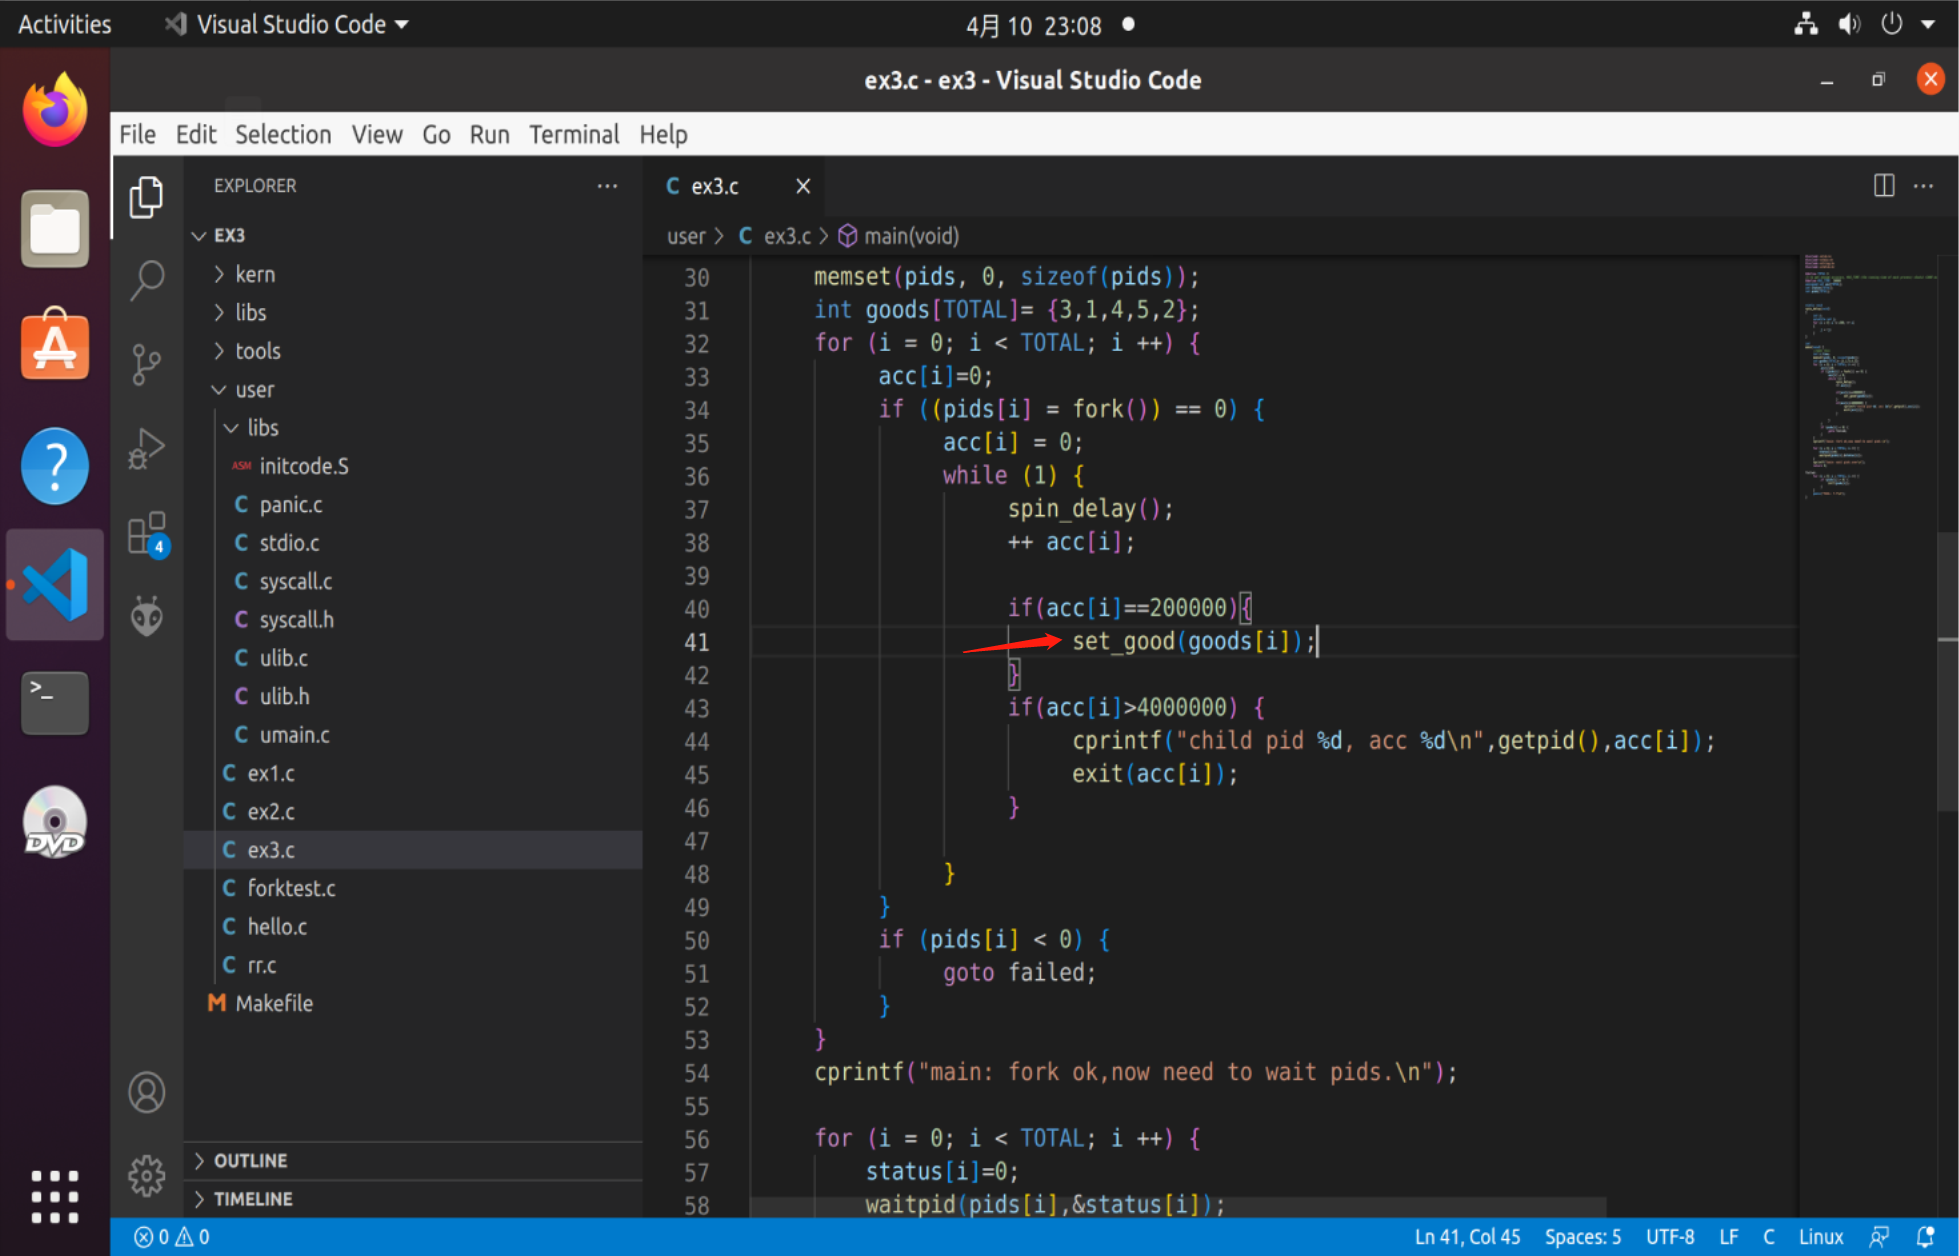 Activities
Visual Studio Code
4月 10 23:08
ex3.c - ex3 - Visual Studio Code
File Edit Selection View Go Run Terminal Help
EXPLORER
EX3
kern
libs
tools
user
libs
ASM initcode.S
C panic.c
C stdio.c
C syscall.c
C syscall.h
C ulib.c
C ulib.h
C umain.c
C ex1.c
C ex2.c
C ex3.c
C forktest.c
C hello.c
C rr.c
M Makefile
OUTLINE
TIMELINE
4
?
>_
DVD
C ex3.c
user > C ex3.c > main(void)
30 memset(pids, 0, sizeof(pids));
31 int goods[TOTAL]= {3,1,4,5,2};
32 for (i = 0; i < TOTAL; i ++) {
33 acc[i]=0;
34 if ((pids[i] = fork()) == 0) {
35 acc[i] = 0;
36 while (1) {
37 spin_delay();
38 ++ acc[i];
39
40 if(acc[i]==200000){
41 set_good(goods[i]);
42 }
43 if(acc[i]>4000000) {
44 cprintf("child pid %d, acc %d\n",getpid(),acc[i]);
45 exit(acc[i]);
46 }
47
48 }
49 }
50 if (pids[i] < 0) {
51 goto failed;
52 }
53 }
54 cprintf("main: fork ok,now need to wait pids.\n");
55
56 for (i = 0; i < TOTAL; i ++) {
57 status[i]=0;
58 waitpid(pids[i],&status[i]);
0 0
Ln 41, Col 45 Spaces: 5 UTF-8 LF C Linux